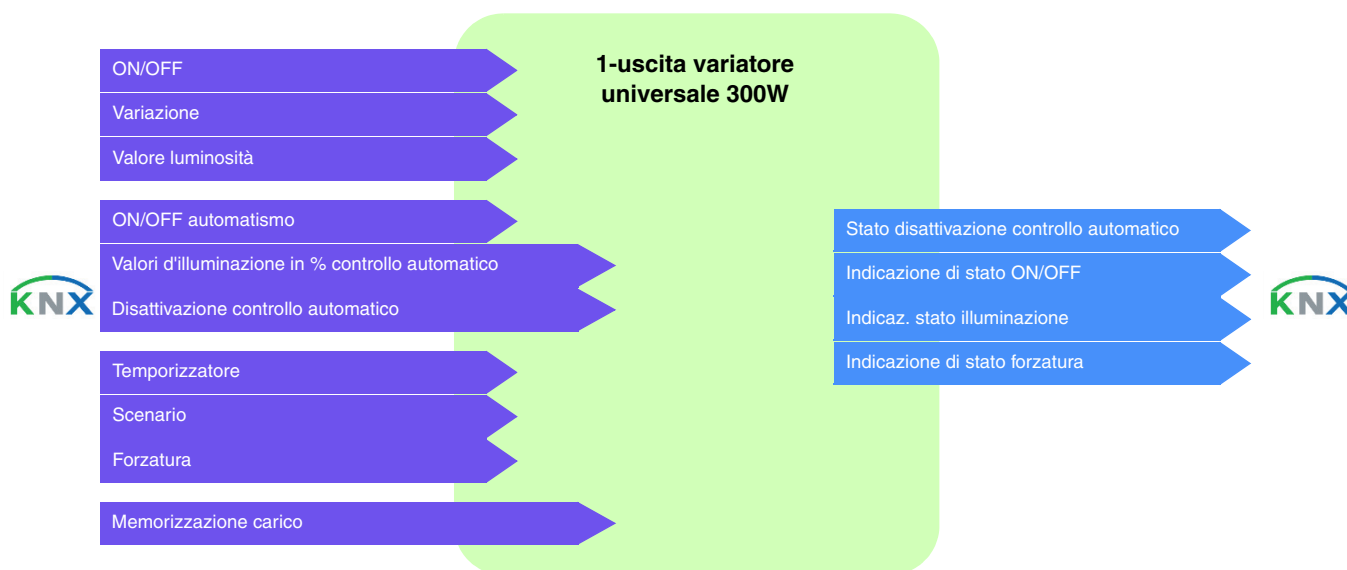 1-uscita variatore
universale 300W
ON/OFF
Variazione
Valore luminosità
ON/OFF automatismo
Valori d'illuminazione in % controllo automatico
Disattivazione controllo automatico
Temporizzatore
Scenario
Forzatura
Memorizzazione carico
KNX
Stato disattivazione controllo automatico
Indicazione di stato ON/OFF
Indicaz. stato illuminazione
Indicazione di stato forzatura
KNX